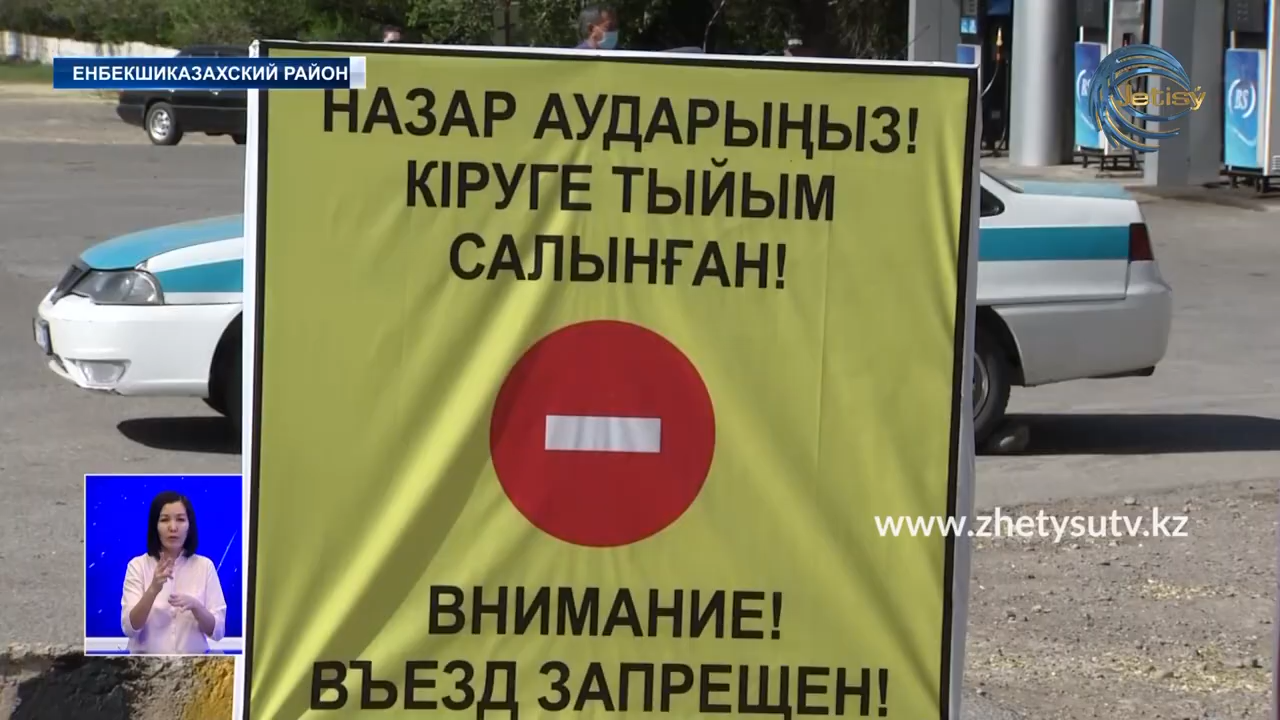 ЕНБЕКШИКАЗАХСКИЙ РАЙОН
Jetisý
НАЗАР АУДАРЫҢЫЗ!
КІРУГЕ ТЫЙЫМ
САЛЫНҒАН!
www.zhetysutv.kz
ВНИМАНИЕ!
ВЪЕЗД ЗАПРЕЩЕН!